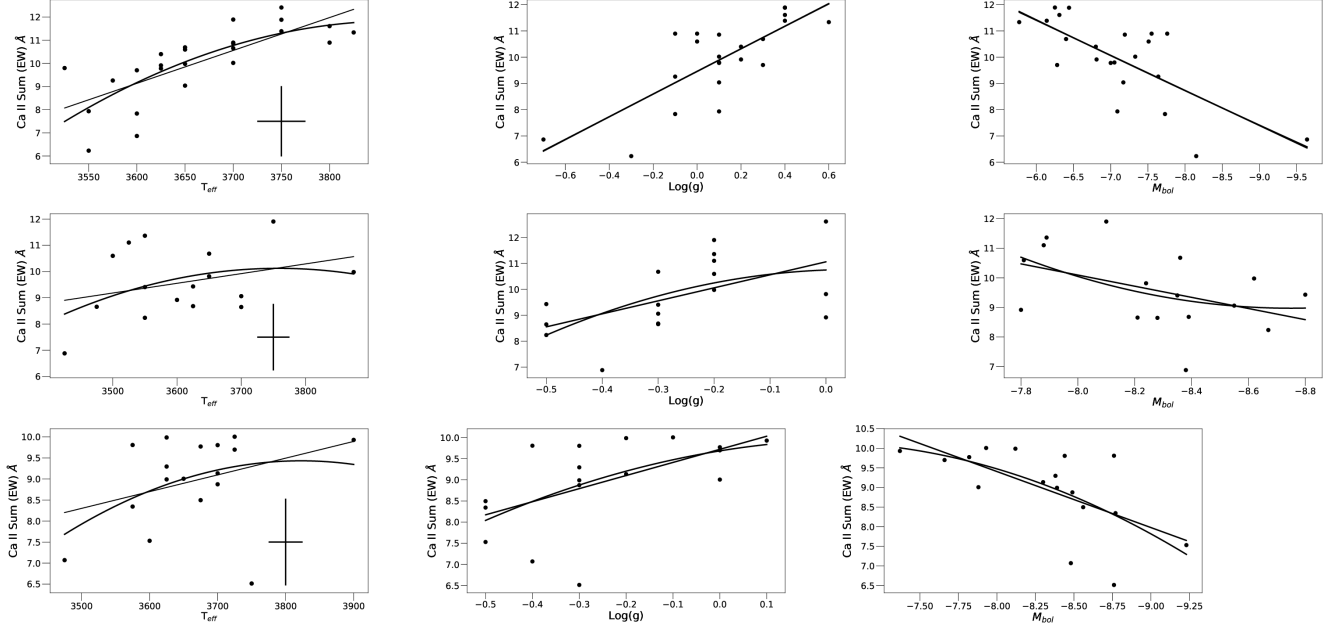 12
11
10
9
8
7
6
Ca II Sum (EW) Å
3550 3600 3650 3700 3750 3800
T_eff
12
11
10
9
8
7
6
Ca II Sum (EW) Å
−0.6 −0.4 −0.2 0.0 0.2 0.4 0.6
Log(g)
12
11
10
9
8
7
6
Ca II Sum (EW) Å
−6.0 −6.5 −7.0 −7.5 −8.0 −8.5 −9.0 −9.5
M_bol
12
11
10
9
8
7
6
Ca II Sum (EW) Å
3500 3600 3700 3800
T_eff
12
11
10
9
8
7
Ca II Sum (EW) Å
−0.5 −0.4 −0.3 −0.2 −0.1 0.0
Log(g)
12
11
10
9
8
7
Ca II Sum (EW) Å
−7.8 −8.0 −8.2 −8.4 −8.6 −8.8
M_bol
10.0
9.5
9.0
8.5
8.0
7.5
7.0
6.5
Ca II Sum (EW) Å
3500 3600 3700 3800 3900
T_eff
10.0
9.5
9.0
8.5
8.0
7.5
7.0
6.5
Ca II Sum (EW) Å
−0.5 −0.4 −0.3 −0.2 −0.1 0.0 0.1
Log(g)
10.5
10.0
9.5
9.0
8.5
8.0
7.5
7.0
6.5
Ca II Sum (EW) Å
−7.50 −7.75 −8.00 −8.25 −8.50 −8.75 −9.00 −9.25
M_bol